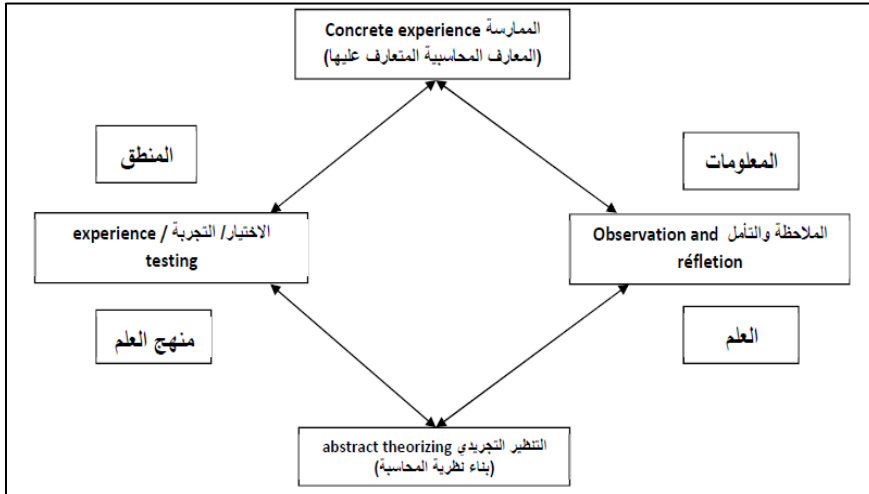 الممارسة Concrete experience
(المعارف المحاسبية المتعارف عليها)
المعلومات
المنطق
الملاحظة والتأمل Observation and
réfletion
الاختيار/ التجربة / experience
testing
العلم
منهج العلم
التنظير التجريدي abstract theorizing
(بناء نظرية المحاسبة)